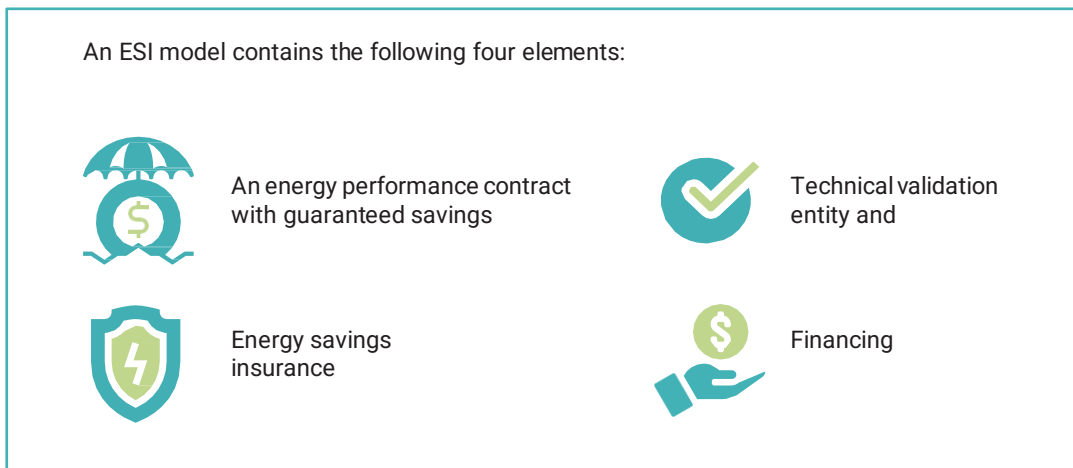 An ESI model contains the following four elements:
$
An energy performance contract
with guaranteed savings
Technical validation
entity and
Energy savings
insurance
$
Financing